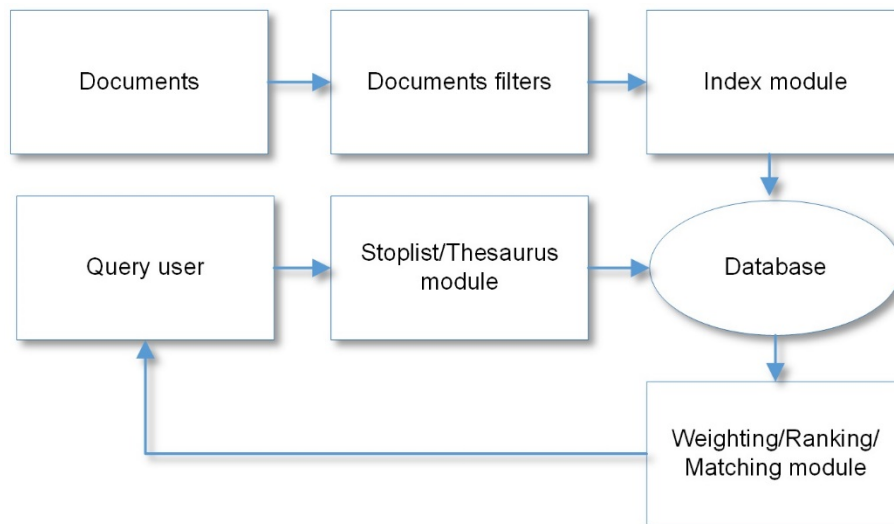 Documents
Documents filters
Index module
Query user
Stoplist/Thesaurus
module
Database
Weighting/Ranking/
Matching module